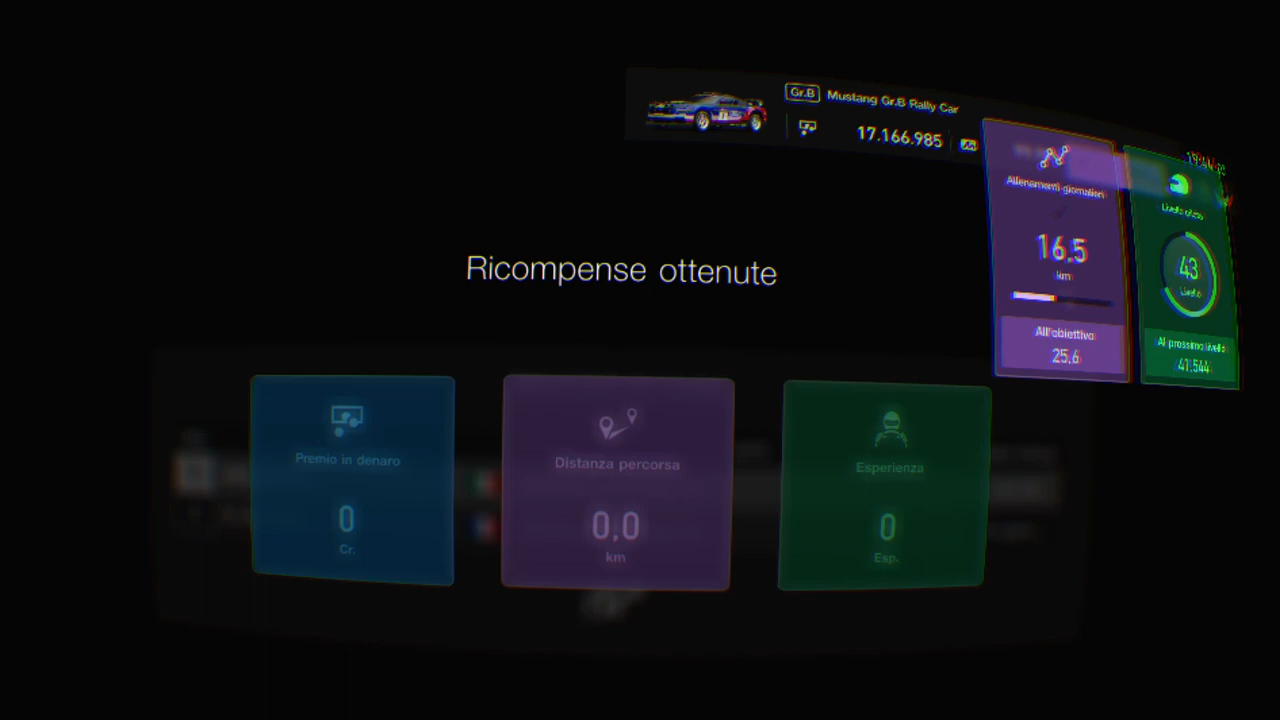 Gr.B Mustang Gr.B Rally Car
17.166.985
Allenamenti giornalieri
16.5
km
All'obiettivo
25,6
Livello pilota
43
Livello
Al prossimo livello
41.544
Ricompense ottenute
Premio in denaro
0
Cr.
Distanza percorsa
0,0
km
Esperienza
0
Esp.